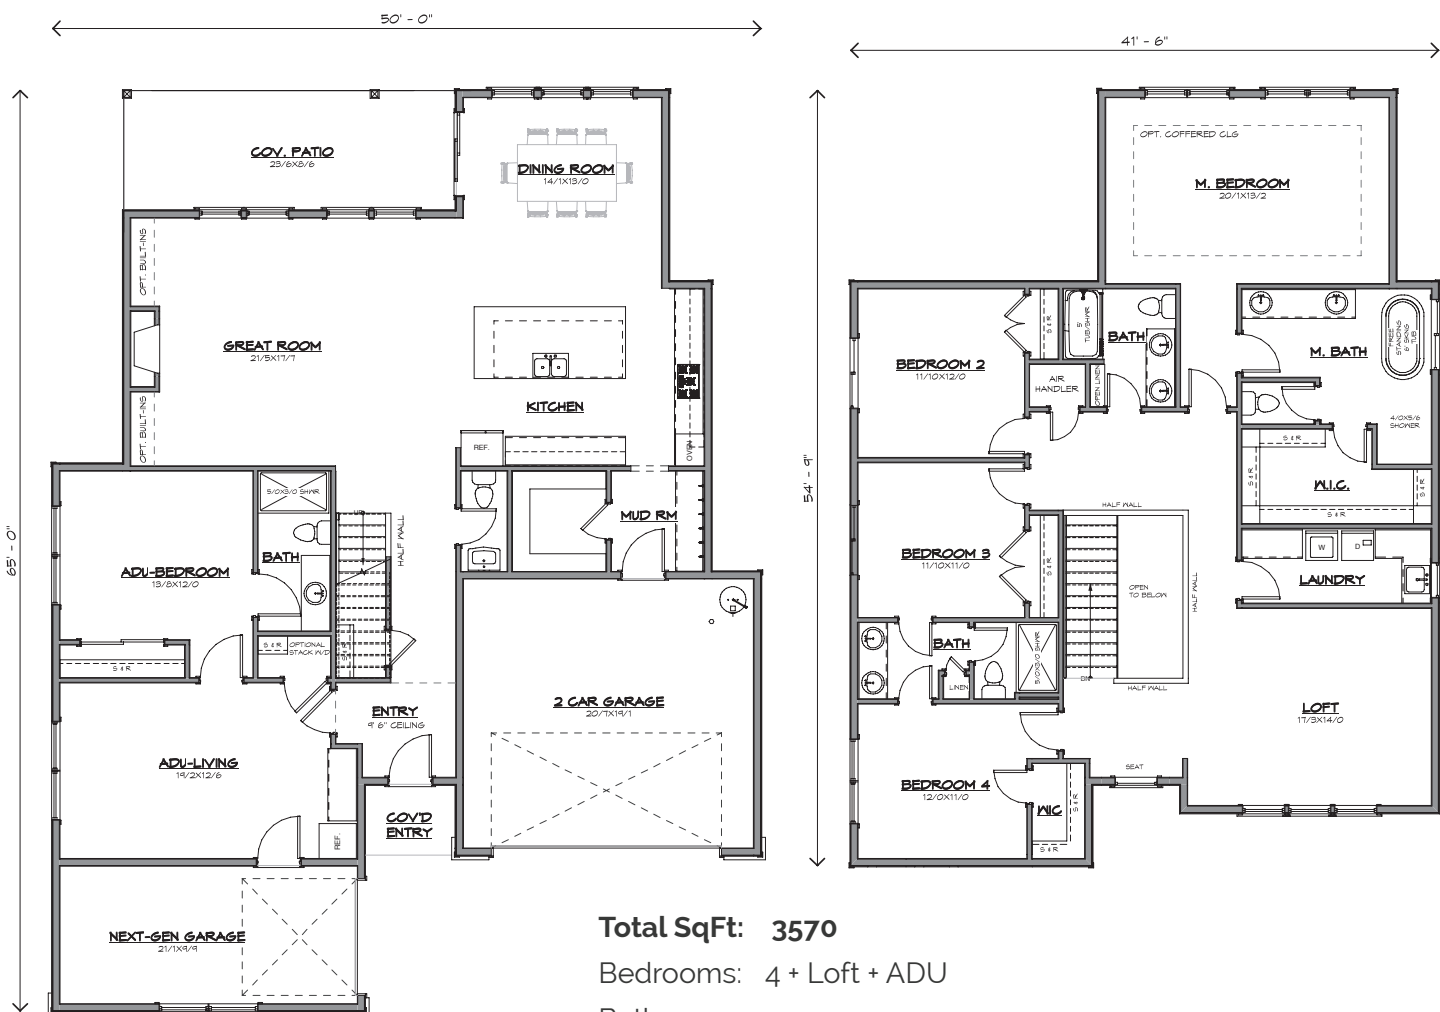 50' - 0"
41' - 6"
65' - 0"
54' - 9"
COV. PATIO
23/6X8/6
DINING ROOM
14/1X13/0
OPT. BUILT-INS
GREAT ROOM
21/5X17/7
OPT. BUILT-INS
KITCHEN
REF.
OVEN
5/0X3/0 SHWR
UP
HALF WALL
MUD RM
BATH
ADU-BEDROOM
13/8X12/0
S & R
S & R
OPTIONAL
STACK W/D
S & R
ENTRY
9' 6" CEILING
ADU-LIVING
19/2X12/6
REF.
COV'D
ENTRY
2 CAR GARAGE
20/7X19/1
NEXT-GEN GARAGE
21/1X9/9
OPT. COFFERED CLG
M. BEDROOM
20/1X13/2
BEDROOM 2
11/10X12/0
S & R
5'
TUB/SHWR
BATH
AIR
HANDLER
OPEN LINEN
M. BATH
FREE
STANDING
6' SKNG
TUB
4/0X5/6
SHOWER
S & R
S & R
W.I.C.
S & R
S & R
HALF WALL
BEDROOM 3
11/10X11/0
S & R
OPEN
TO BELOW
HALF WALL
W
D
LAUNDRY
BATH
LINEN
5/0X3/0 SHWR
DN
HALF WALL
LOFT
17/3X14/0
SEAT
BEDROOM 4
12/0X11/0
WIC
S & R
S & R
Total SqFt: 3570
Bedrooms: 4 + Loft + ADU